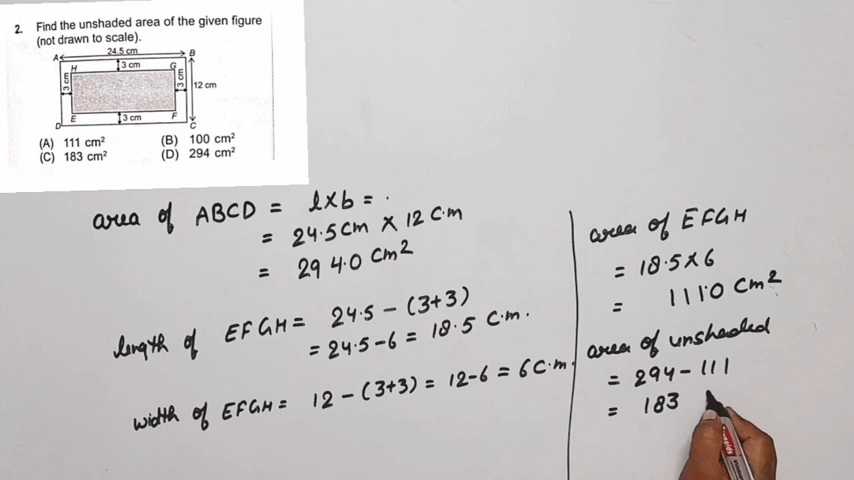 2. Find the unshaded area of the given figure
(not drawn to scale).
24.5 cm
A B
H 3 cm G
3 cm 3 cm 12 cm
E 3 cm F
D C
(A) 111 cm² (B) 100 cm²
(C) 183 cm² (D) 294 cm²
area of ABCD = l×b = .
= 24.5cm × 12 c.m
= 294.0 cm2
length of EFGH = 24.5 - (3+3)
= 24.5-6 = 18.5 c.m.
width of EFGH = 12 - (3+3) = 12-6 = 6 c.m.
area of EFGH
= 18.5×6
= 111.0 cm2
area of unshaded
= 294-111
= 183